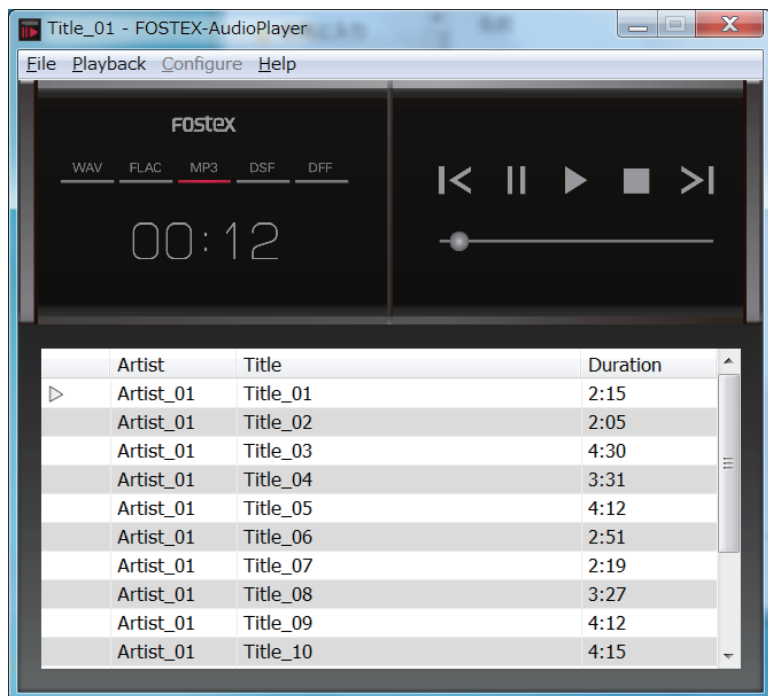 Title_01 - FOSTEX-AudioPlayer
File Playback Configure Help
FOSTEX
WAV FLAC MP3 DSF DFF
00:12
Artist Title Duration
Artist_01 Title_01 2:15
Artist_01 Title_02 2:05
Artist_01 Title_03 4:30
Artist_01 Title_04 3:31
Artist_01 Title_05 4:12
Artist_01 Title_06 2:51
Artist_01 Title_07 2:19
Artist_01 Title_08 3:27
Artist_01 Title_09 4:12
Artist_01 Title_10 4:15